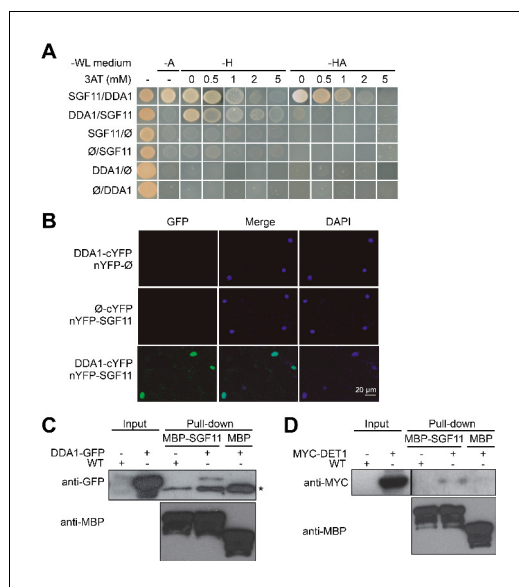 A
-WL medium -A -H -HA
3AT (mM) - - 0 0.5 1 2 5 0 0.5 1 2 5
SGF11/DDA1
DDA1/SGF11
SGF11/Ø
Ø/SGF11
DDA1/Ø
Ø/DDA1
B
GFP Merge DAPI
DDA1-cYFP
nYFP-Ø
Ø-cYFP
nYFP-SGF11
DDA1-cYFP
nYFP-SGF11
20 µm
C
Input Pull-down
MBP-SGF11 MBP
DDA1-GFP - + - + +
WT + - + - -
anti-GFP *
anti-MBP
D
Input Pull-down
MBP-SGF11 MBP
MYC-DET1 - + - + +
WT + - + - -
anti-MYC
anti-MBP